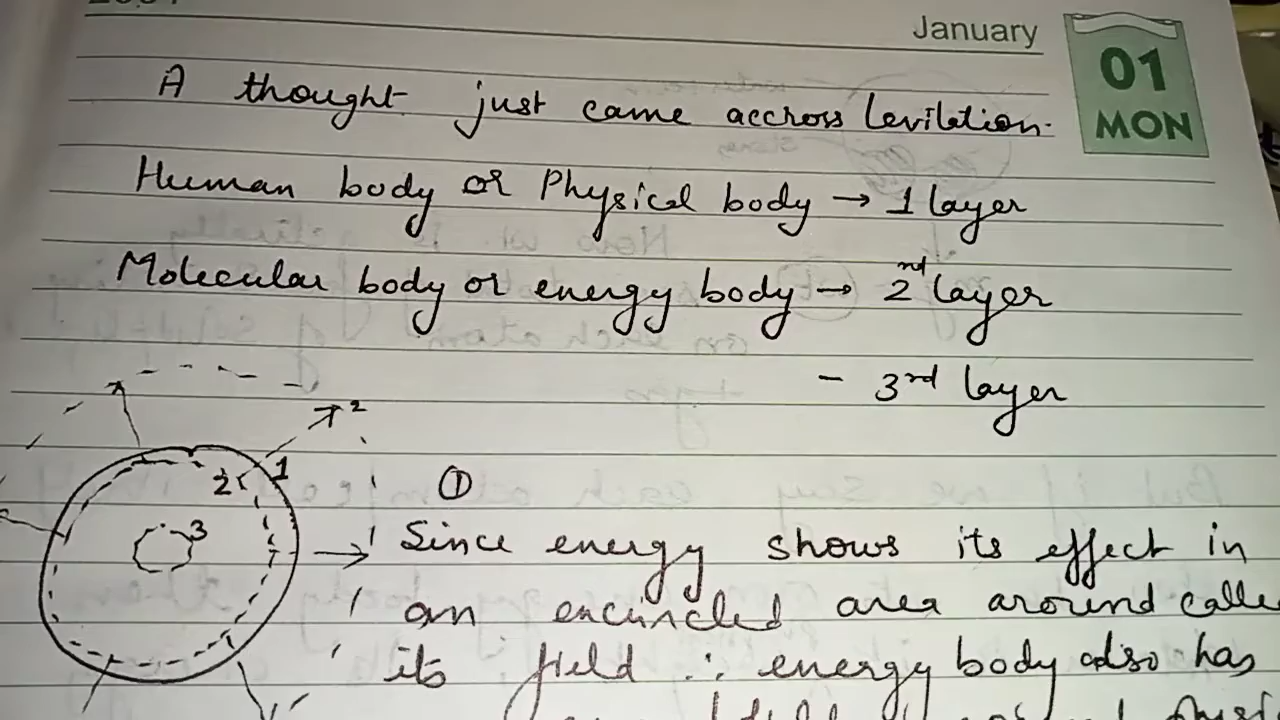 January
01
MON
A thought just came accross Levilation.
Human body or Physical body → 1 layer
Molecular body or energy body → 2nd layer
- 3rd layer
2
2 1
3
①
Since energy shows its effect in
an encircled area around calle
its field ∴ energy body also has